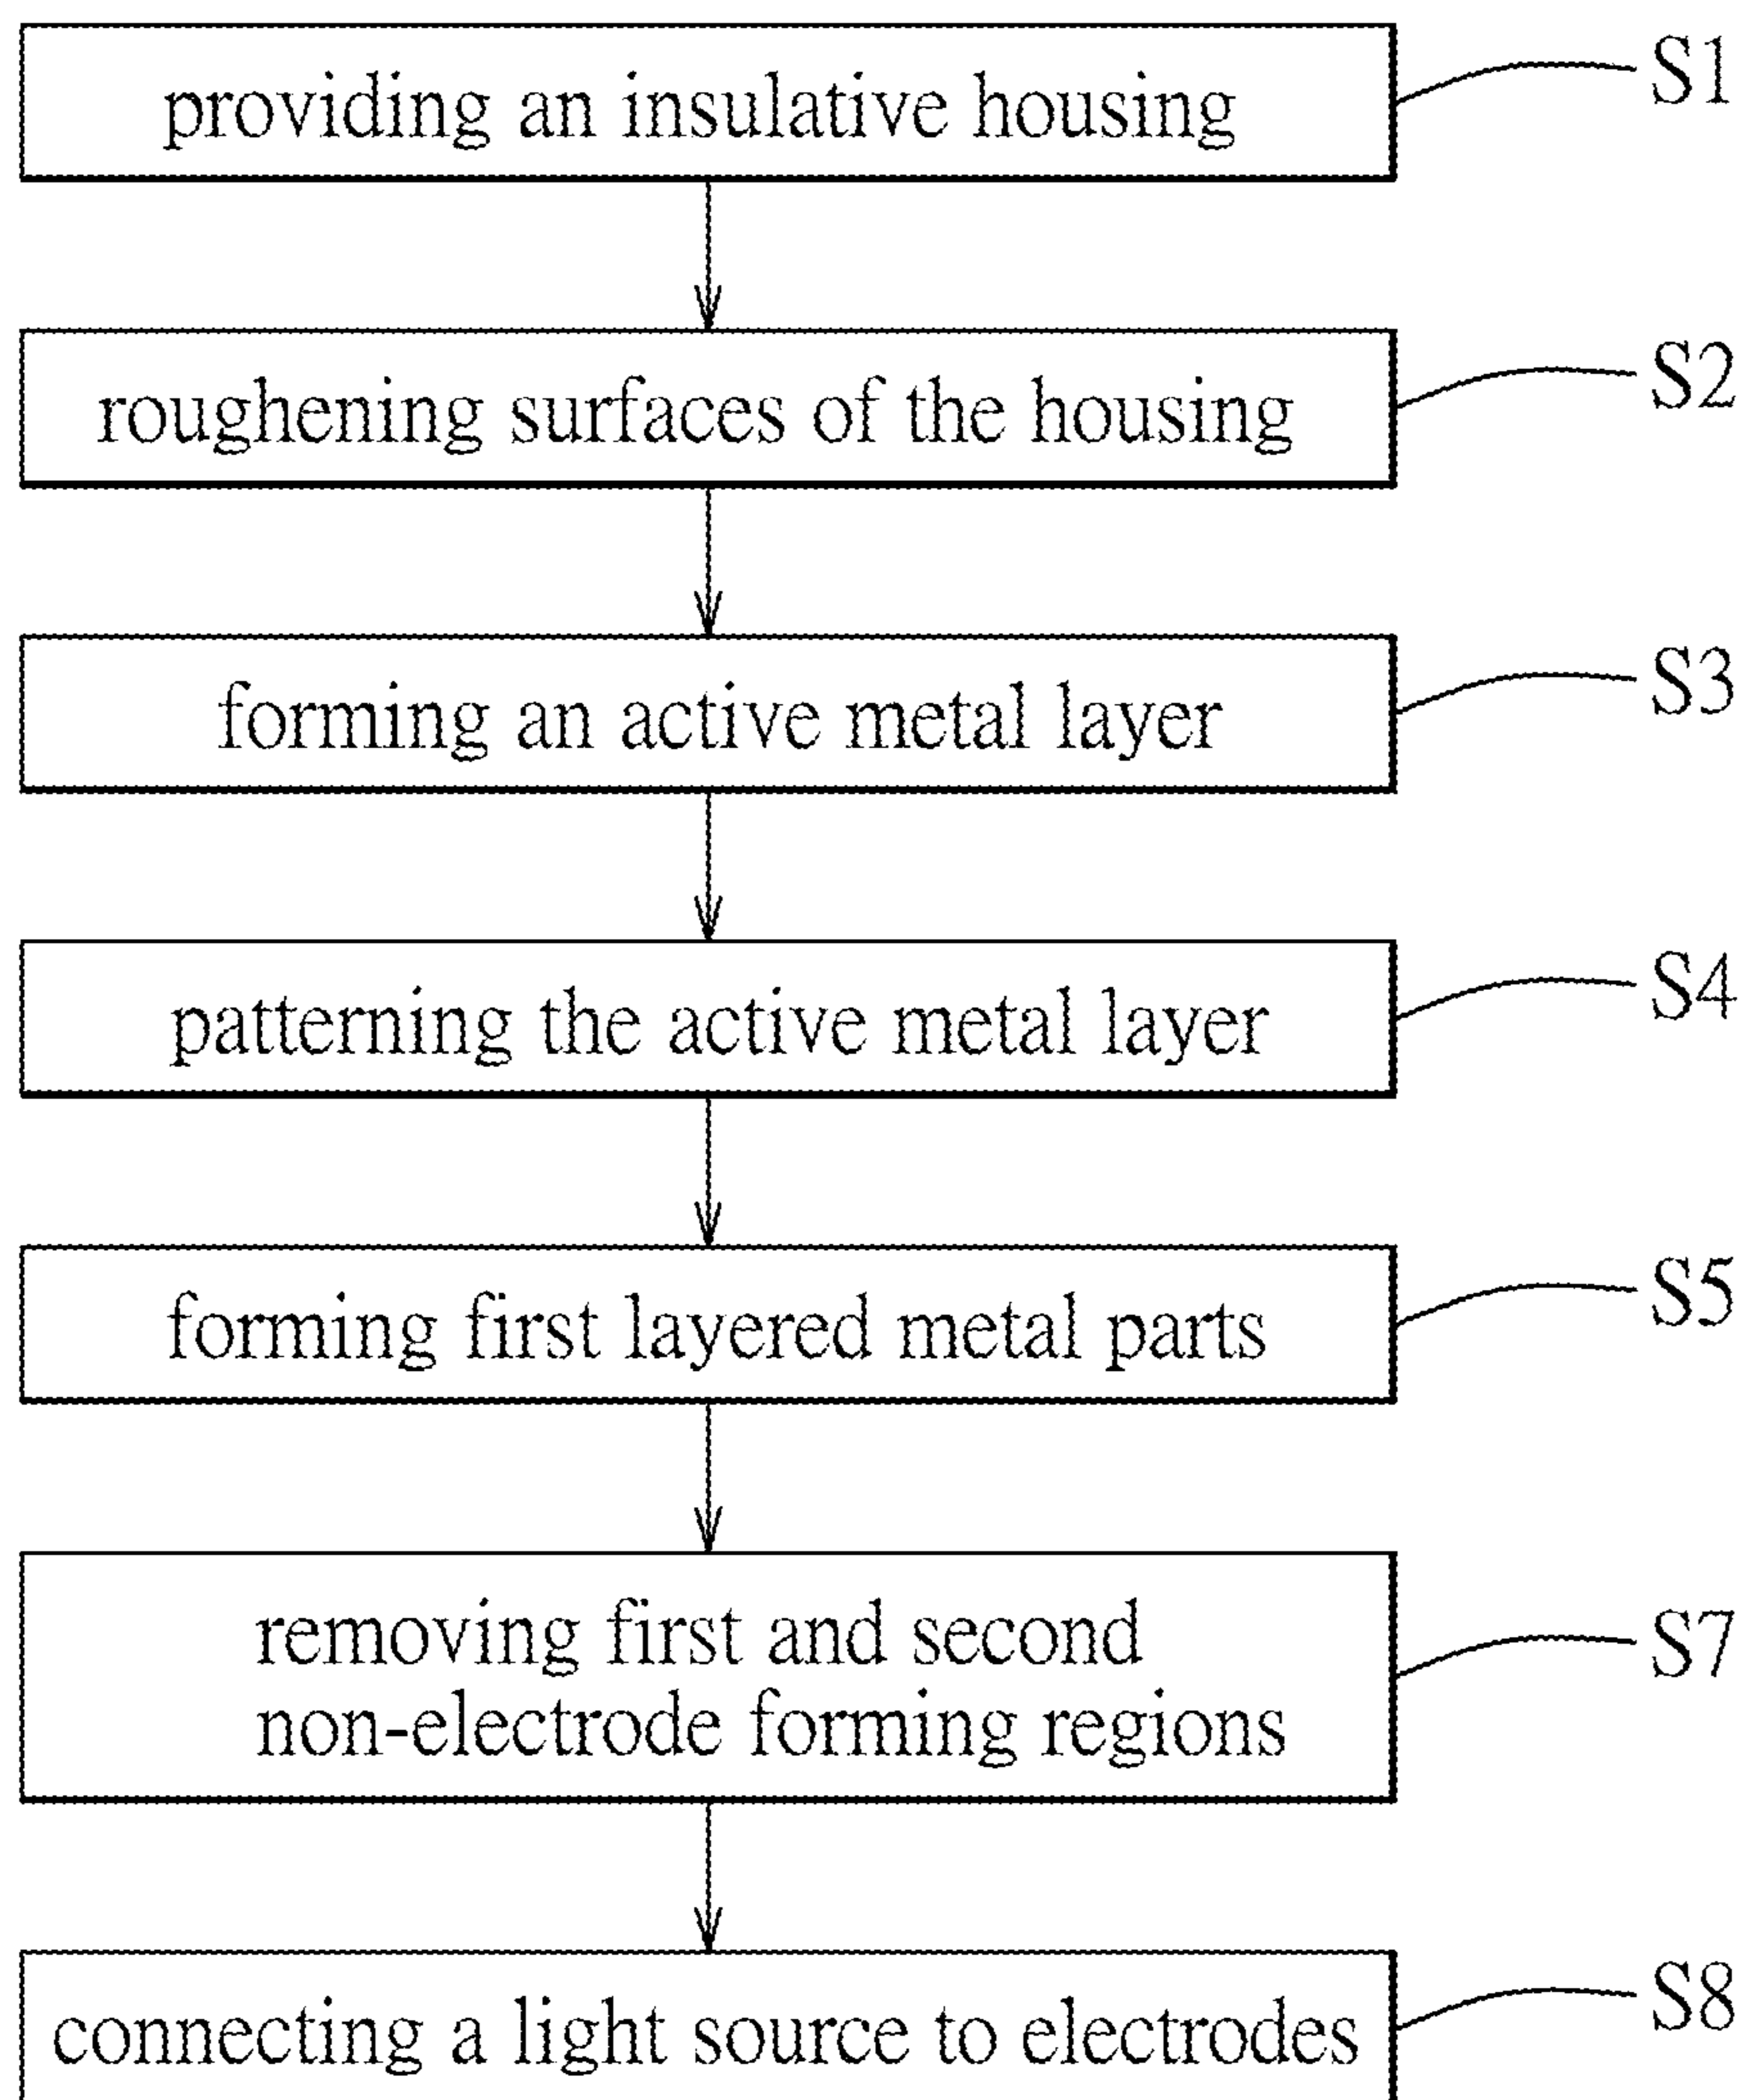 providing an insulative housing S1
roughening surfaces of the housing S2
forming an active metal layer S3
patterning the active metal layer S4
forming first layered metal parts S5
removing first and second
non-electrode forming regions S7
connecting a light source to electrodes S8